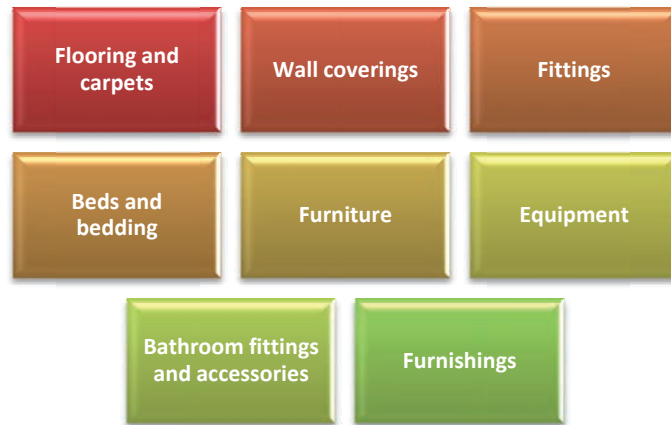 Flooring and
carpets
Wall coverings
Fittings
Beds and
bedding
Furniture
Equipment
Bathroom fittings
and accessories
Furnishings